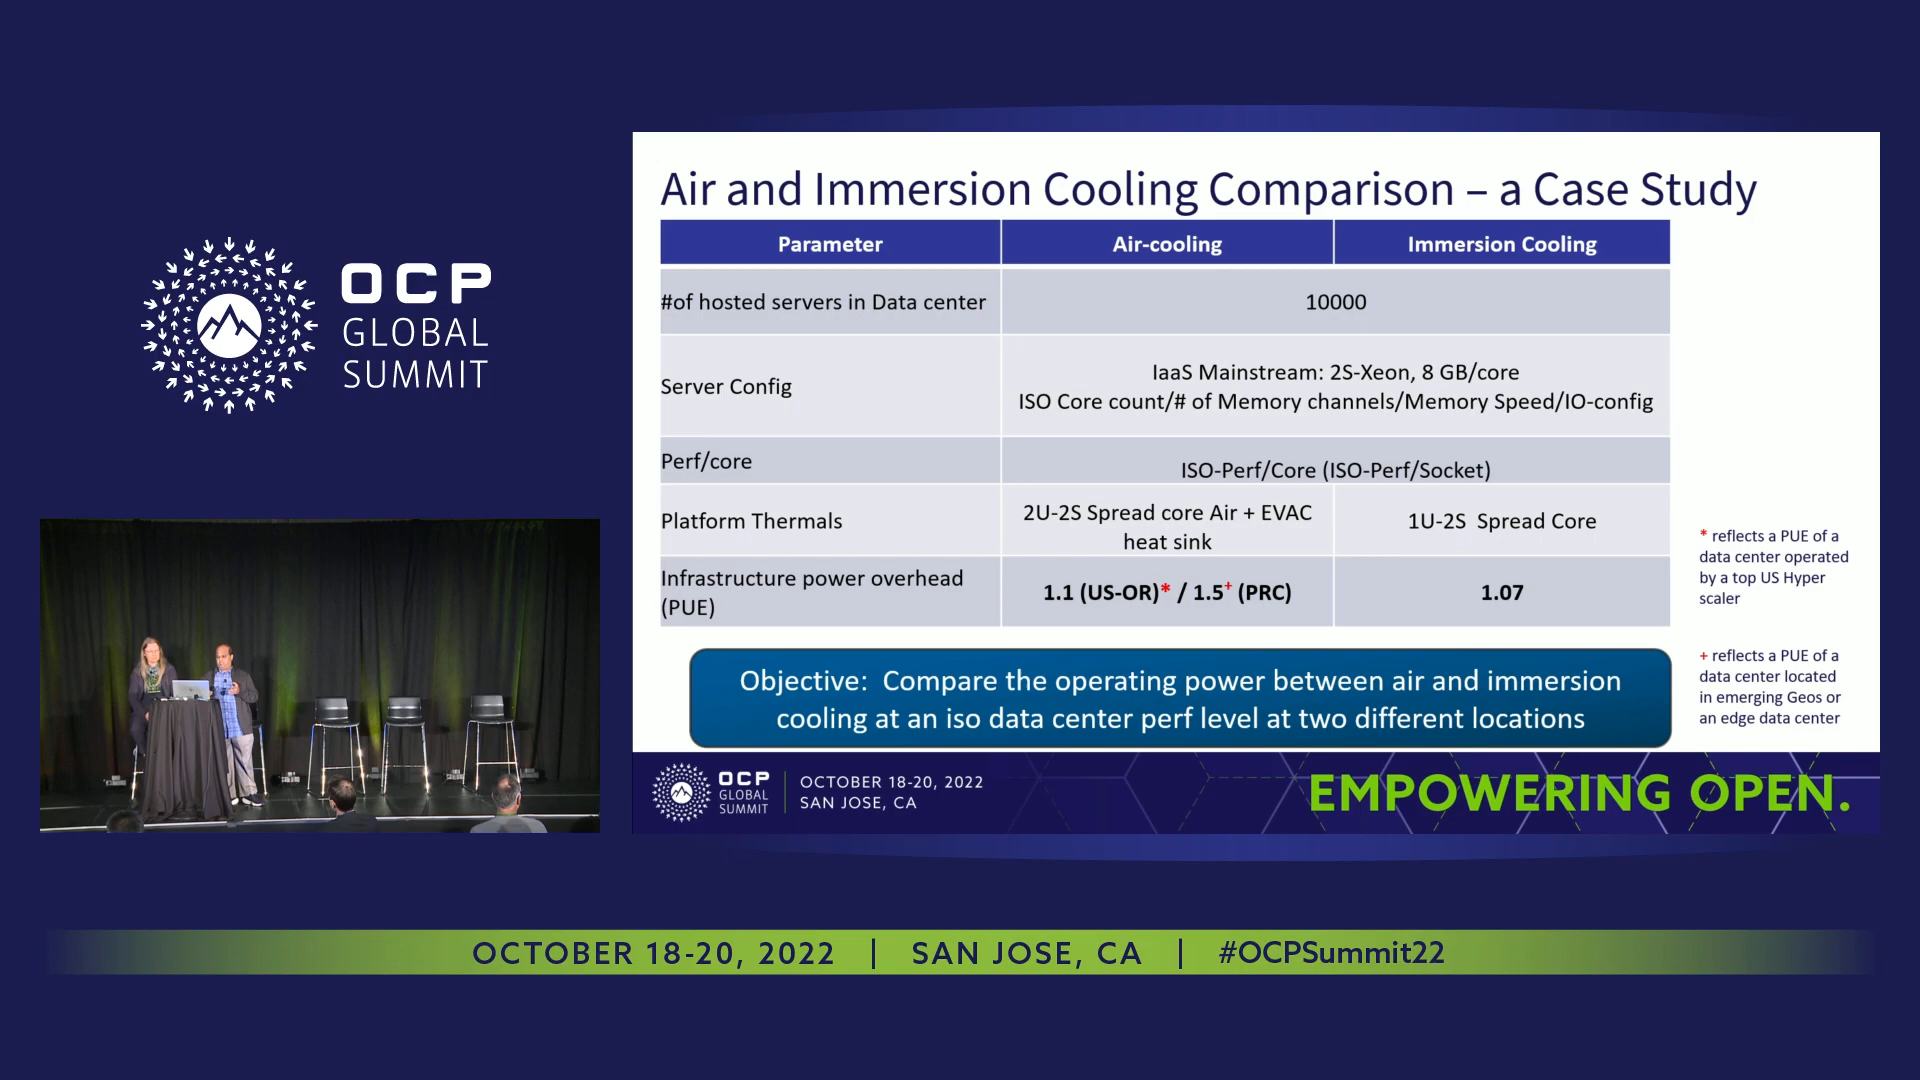 OCP
GLOBAL
SUMMIT
Air and Immersion Cooling Comparison – a Case Study
Parameter
Air-cooling
Immersion Cooling
#of hosted servers in Data center
10000
Server Config
IaaS Mainstream: 2S-Xeon, 8 GB/core
ISO Core count/# of Memory channels/Memory Speed/IO-config
Perf/core
ISO-Perf/Core (ISO-Perf/Socket)
Platform Thermals
2U-2S Spread core Air + EVAC
heat sink
1U-2S Spread Core
Infrastructure power overhead
(PUE)
1.1 (US-OR)* / 1.5+ (PRC)
1.07
* reflects a PUE of a
data center operated
by a top US Hyper
scaler
+ reflects a PUE of a
data center located
in emerging Geos or
an edge data center
Objective: Compare the operating power between air and immersion
cooling at an iso data center perf level at two different locations
OCP
GLOBAL
SUMMIT
OCTOBER 18-20, 2022
SAN JOSE, CA
EMPOWERING OPEN.
OCTOBER 18-20, 2022 | SAN JOSE, CA | #OCPSummit22